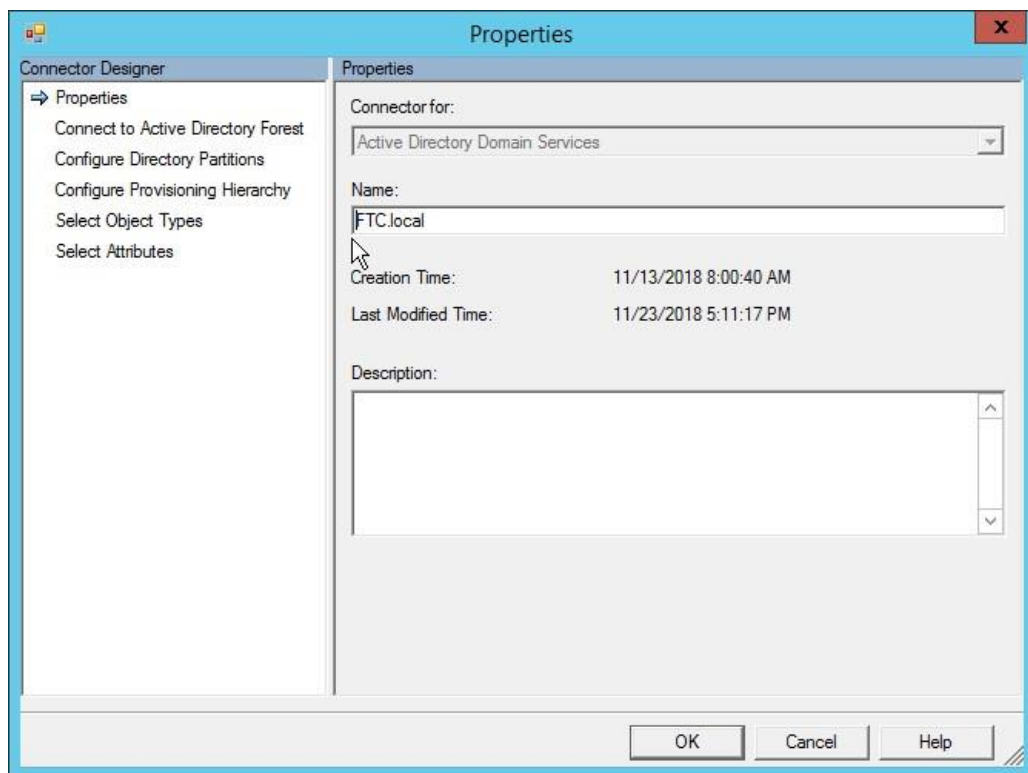 Properties
x
Connector Designer
Properties
Connect to Active Directory Forest
Configure Directory Partitions
Configure Provisioning Hierarchy
Select Object Types
Select Attributes
Properties
Connector for:
Active Directory Domain Services
Name:
FTC.local
Creation Time: 11/13/2018 8:00:40 AM
Last Modified Time: 11/23/2018 5:11:17 PM
Description:
OK Cancel Help